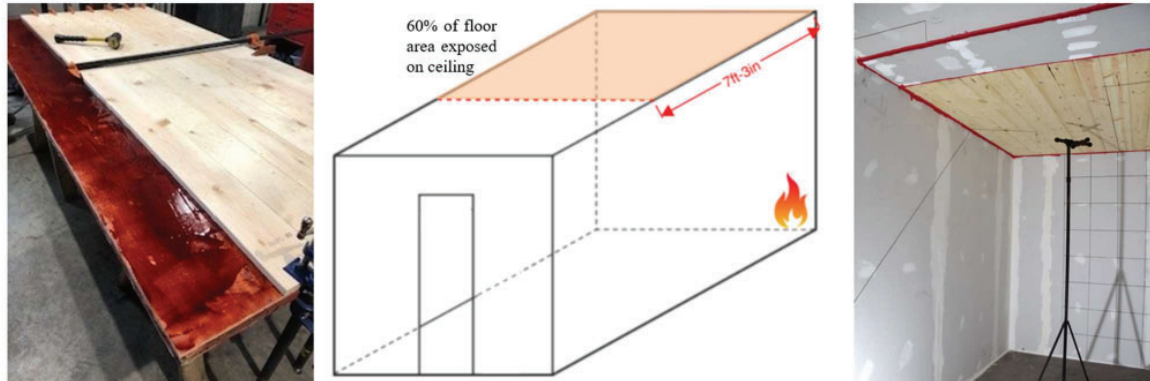 60% of floor
area exposed
on ceiling
7ft-3in